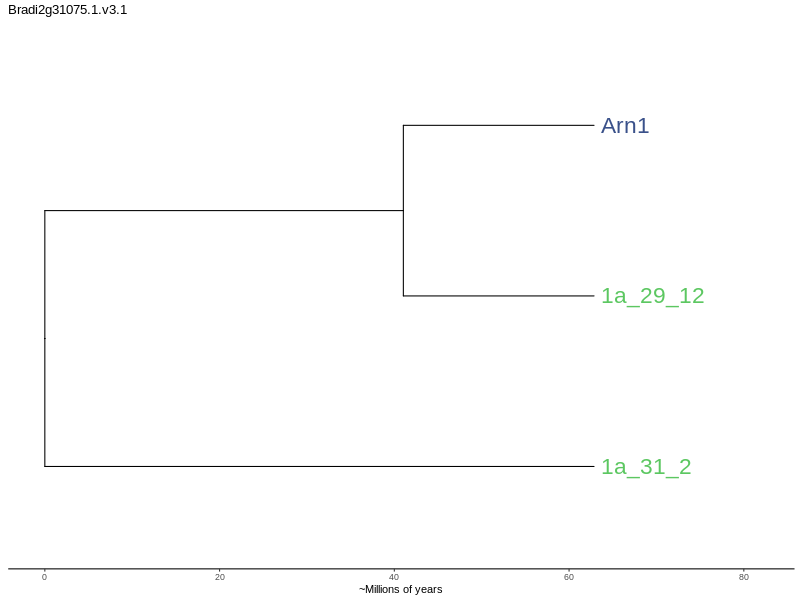 Bradi2g31075.1.v3.1
Arn1
1a_29_12
1a_31_2
0 20 40 60 80
~Millions of years